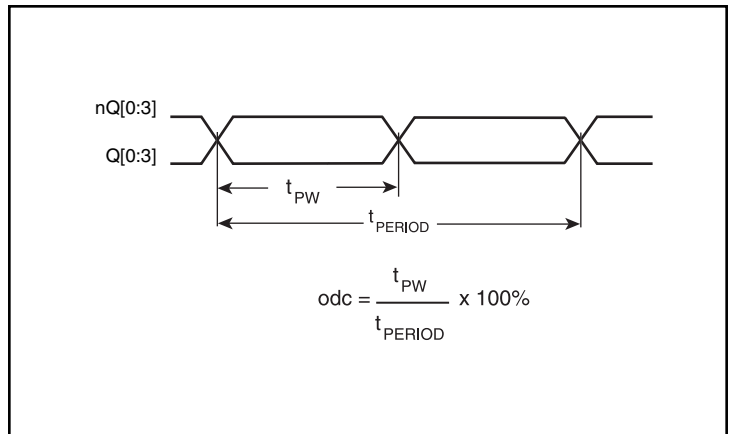 nQ[0:3]
Q[0:3]
tPW
tPERIOD
odc = tPW / tPERIOD x 100%